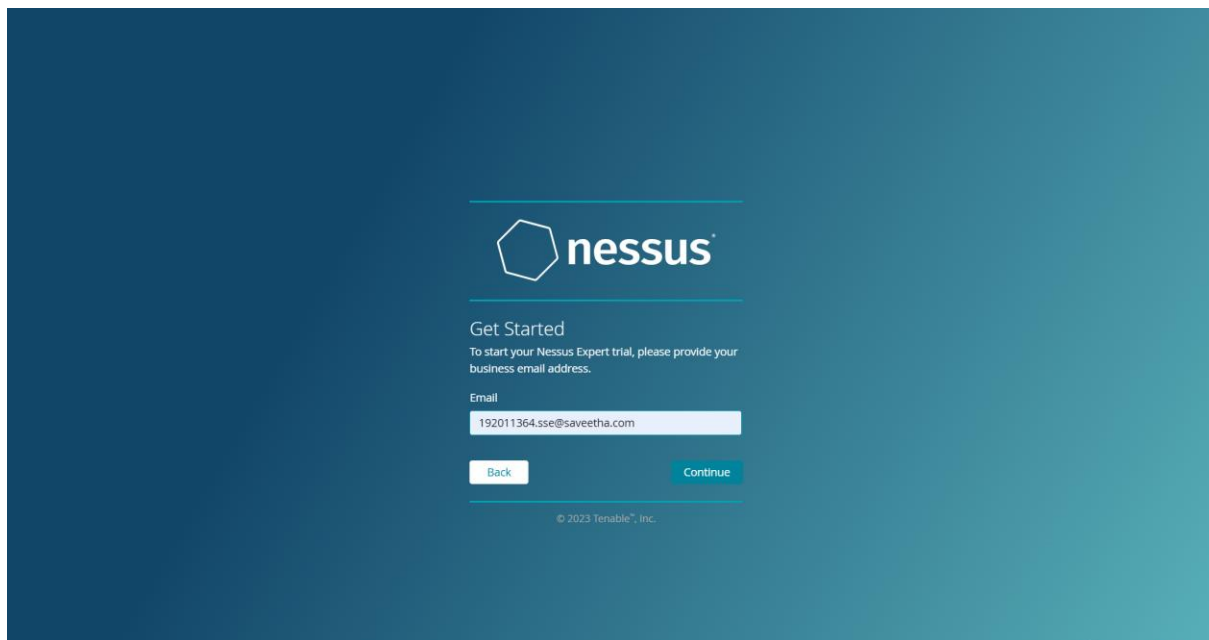 nessus®
Get Started
To start your Nessus Expert trial, please provide your
business email address.
Email
192011364.sse@saveetha.com
Back
Continue
© 2023 Tenable™, Inc.